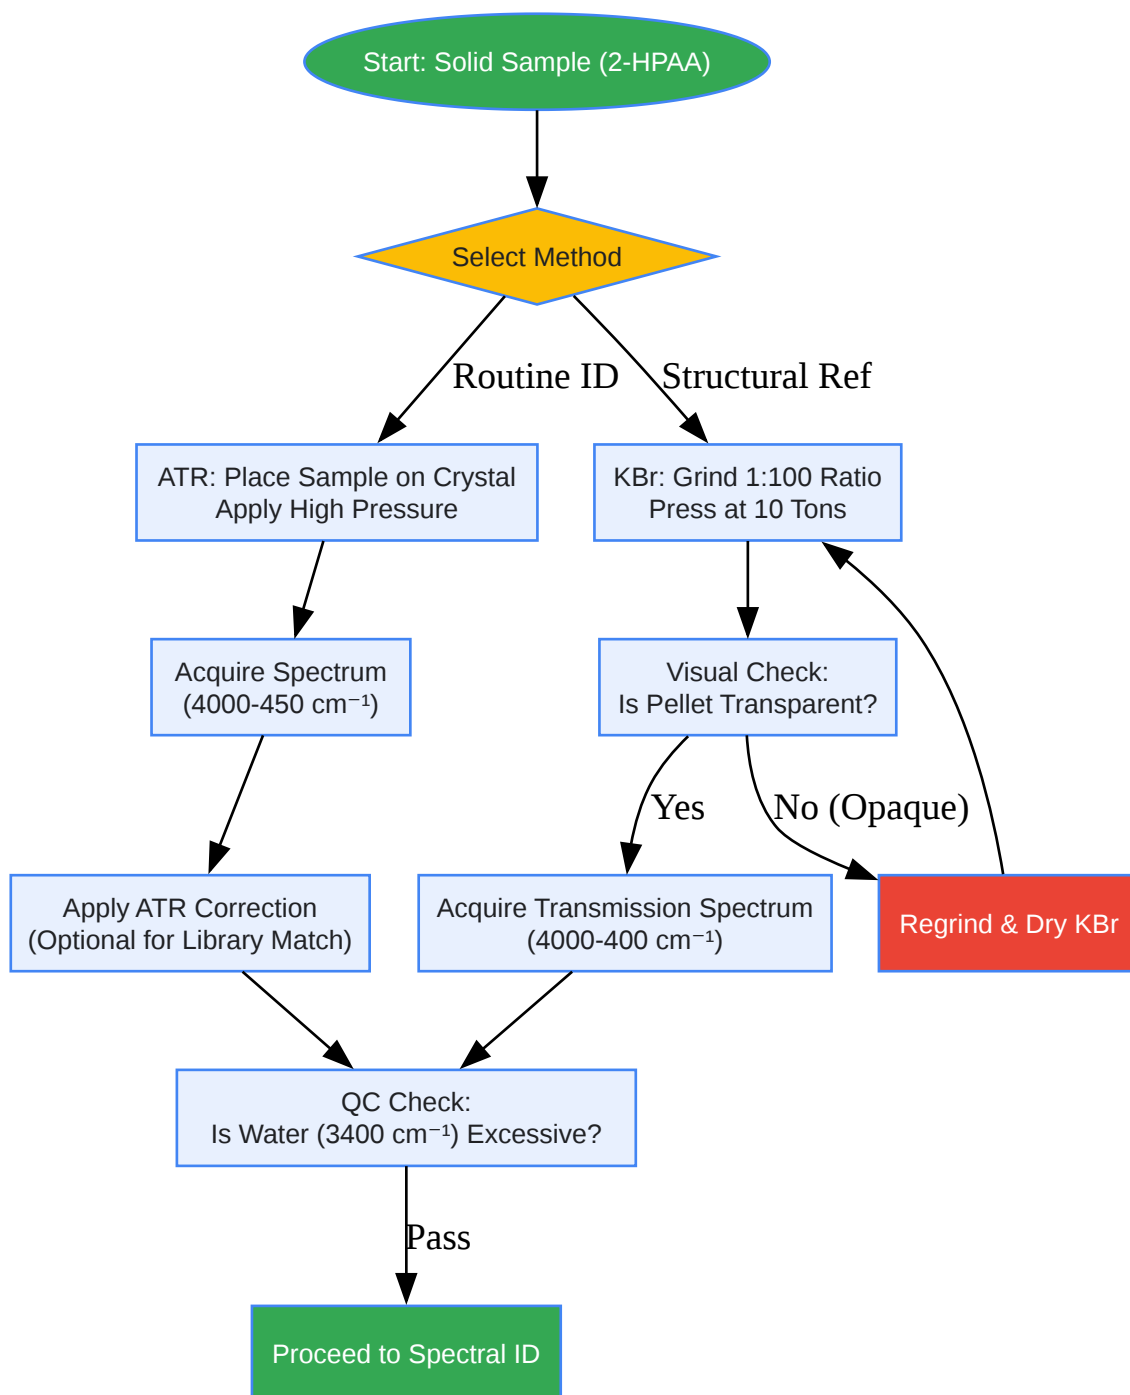 Start: Solid Sample (2-HPAA)
Select Method
Routine ID
Structural Ref
ATR: Place Sample on Crystal
Apply High Pressure
KBr: Grind 1:100 Ratio
Press at 10 Tons
Acquire Spectrum
(4000-450 cm⁻¹)
Visual Check:
Is Pellet Transparent?
Yes
No (Opaque)
Apply ATR Correction
(Optional for Library Match)
Acquire Transmission Spectrum
(4000-400 cm⁻¹)
Regrind & Dry KBr
QC Check:
Is Water (3400 cm⁻¹) Excessive?
Pass
Proceed to Spectral ID